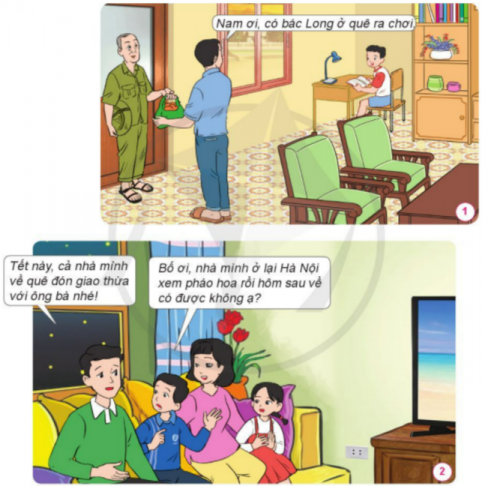 Nam ơi, có bác Long ở quê ra chơi
1
Tết này, cả nhà mình
về quê đón giao thừa
với ông bà nhé!
Bố ơi, nhà mình ở lại Hà Nội
xem pháo hoa rồi hôm sau về
có được không ạ?
2